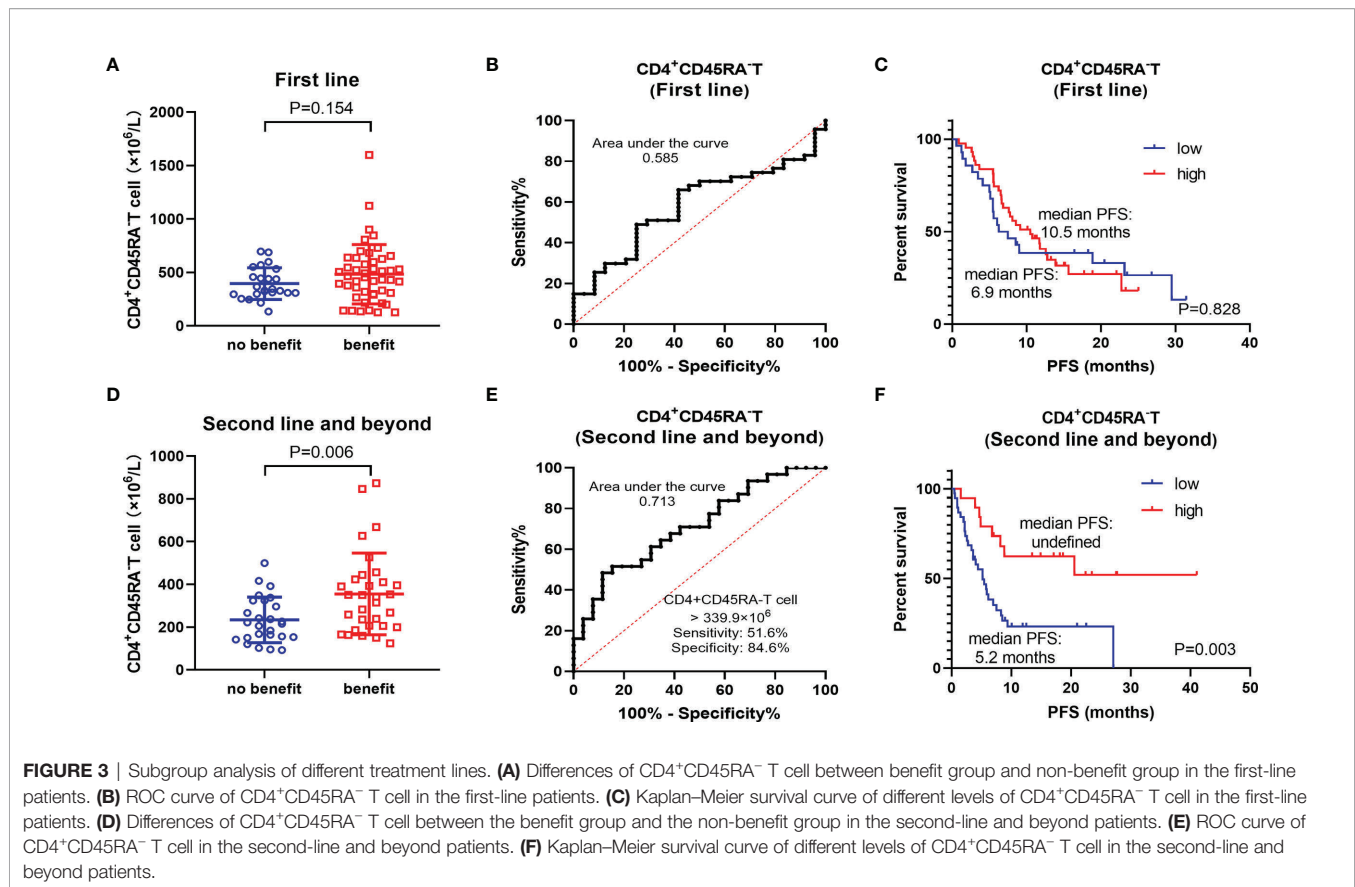 A
First line
P=0.154
CD4⁺CD45RA⁻T cell (×10⁶/L)
2000
1500
1000
500
0
no benefit
benefit
B
CD4⁺CD45RA⁻T
(First line)
Area under the curve
0.585
Sensitivity%
100
80
60
40
20
0
0 20 40 60 80 100
100% - Specificity%
C
CD4⁺CD45RA⁻T
(First line)
low
high
median PFS:
10.5 months
median PFS:
6.9 months
P=0.828
Percent survival
100
50
0
0 10 20 30 40
PFS (months)
D
Second line and beyond
P=0.006
CD4⁺CD45RA⁻T cell (×10⁶/L)
1000
800
600
400
200
0
no benefit
benefit
E
CD4⁺CD45RA⁻T
(Second line and beyond)
Area under the curve
0.713
CD4+CD45RA-T cell
> 339.9×10⁶
Sensitivity: 51.6%
Specificity: 84.6%
Sensitivity%
100
80
60
40
20
0
0 20 40 60 80 100
100% - Specificity%
F
CD4⁺CD45RA⁻T
(Second line and beyond)
low
high
median PFS:
undefined
median PFS:
5.2 months
P=0.003
Percent survival
100
50
0
0 10 20 30 40 50
PFS (months)
FIGURE 3 | Subgroup analysis of different treatment lines. (A) Differences of CD4⁺CD45RA⁻ T cell between benefit group and non-benefit group in the first-line
patients. (B) ROC curve of CD4⁺CD45RA⁻ T cell in the first-line patients. (C) Kaplan–Meier survival curve of different levels of CD4⁺CD45RA⁻ T cell in the first-line
patients. (D) Differences of CD4⁺CD45RA⁻ T cell between the benefit group and the non-benefit group in the second-line and beyond patients. (E) ROC curve of
CD4⁺CD45RA⁻ T cell in the second-line and beyond patients. (F) Kaplan–Meier survival curve of different levels of CD4⁺CD45RA⁻ T cell in the second-line and
beyond patients.